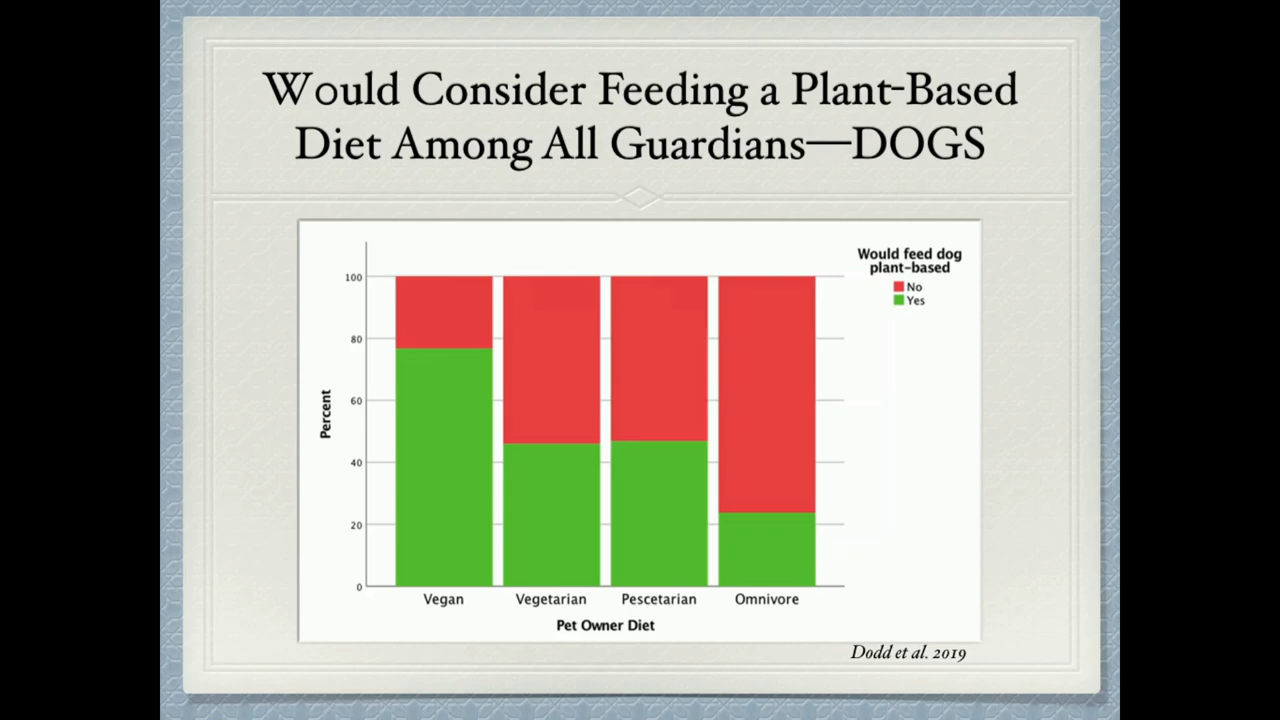 Would Consider Feeding a Plant-Based
Diet Among All Guardians—DOGS
Would feed dog
plant-based
No
Yes
100
80
60
40
20
0
Percent
Vegan
Vegetarian
Pescetarian
Omnivore
Pet Owner Diet
Dodd et al. 2019